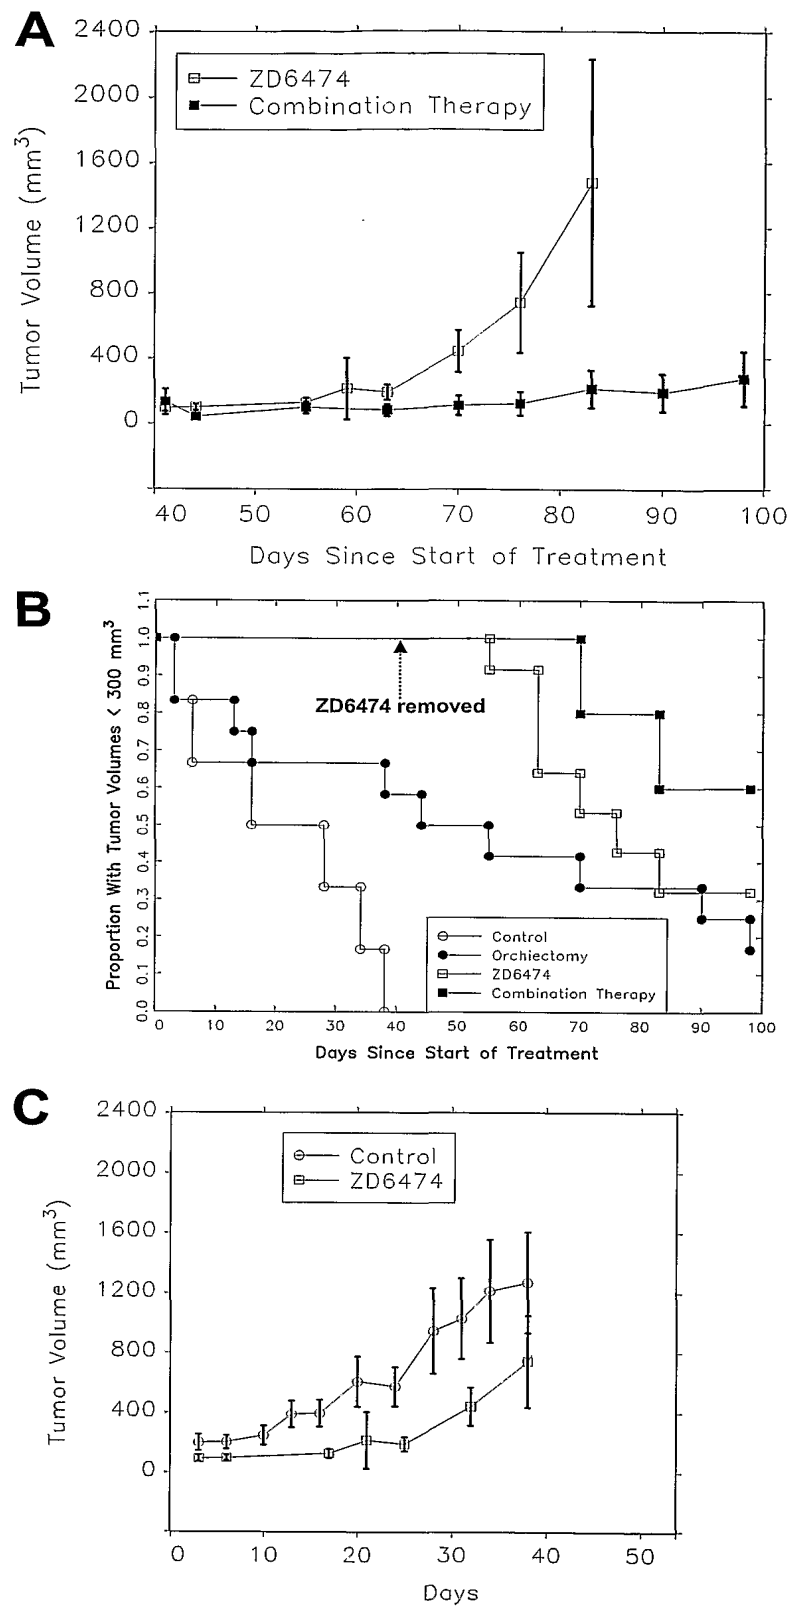 A
2400
2000
1600
1200
800
400
0
Tumor Volume (mm³)
ZD6474
Combination Therapy
40 50 60 70 80 90 100
Days Since Start of Treatment
B
1.1
1.0
0.9
0.8
0.7
0.6
0.5
0.4
0.3
0.2
0.1
0.0
Proportion With Tumor Volumes < 300 mm³
ZD6474 removed
Control
Orchiectomy
ZD6474
Combination Therapy
0 10 20 30 40 50 60 70 80 90 100
Days Since Start of Treatment
C
2400
2000
1600
1200
800
400
0
Tumor Volume (mm³)
Control
ZD6474
0 10 20 30 40 50
Days